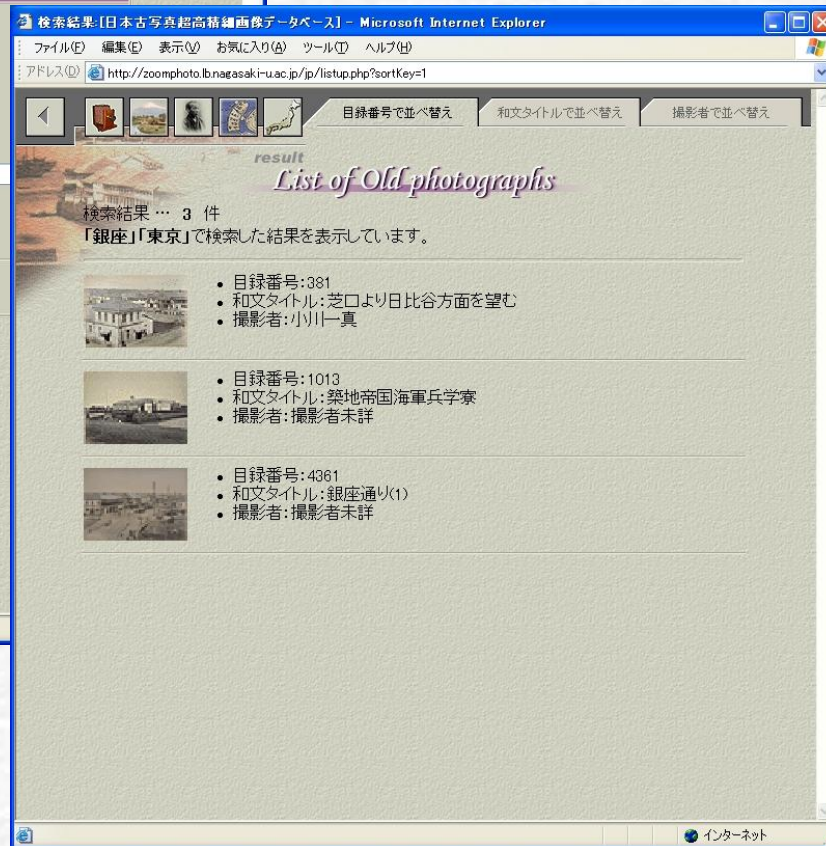 検索結果:[日本古写真超高精細画像データベース] - Microsoft Internet Explorer
ファイル(F) 編集(E) 表示(V) お気に入り(A) ツール(T) ヘルプ(H)
アドレス(D) http://zoomphoto.lb.nagasaki-u.ac.jp/jp/listup.php?sortKey=1
目録番号で並べ替え 和文タイトルで並べ替え 撮影者で並べ替え
result
List of Old photographs
検索結果 … 3 件
「銀座」「東京」で検索した結果を表示しています。
• 目録番号:381
• 和文タイトル:芝口より日比谷方面を望む
• 撮影者:小川一真
• 目録番号:1013
• 和文タイトル:築地帝国海軍兵学寮
• 撮影者:撮影者未詳
• 目録番号:4361
• 和文タイトル:銀座通り(1)
• 撮影者:撮影者未詳
インターネット